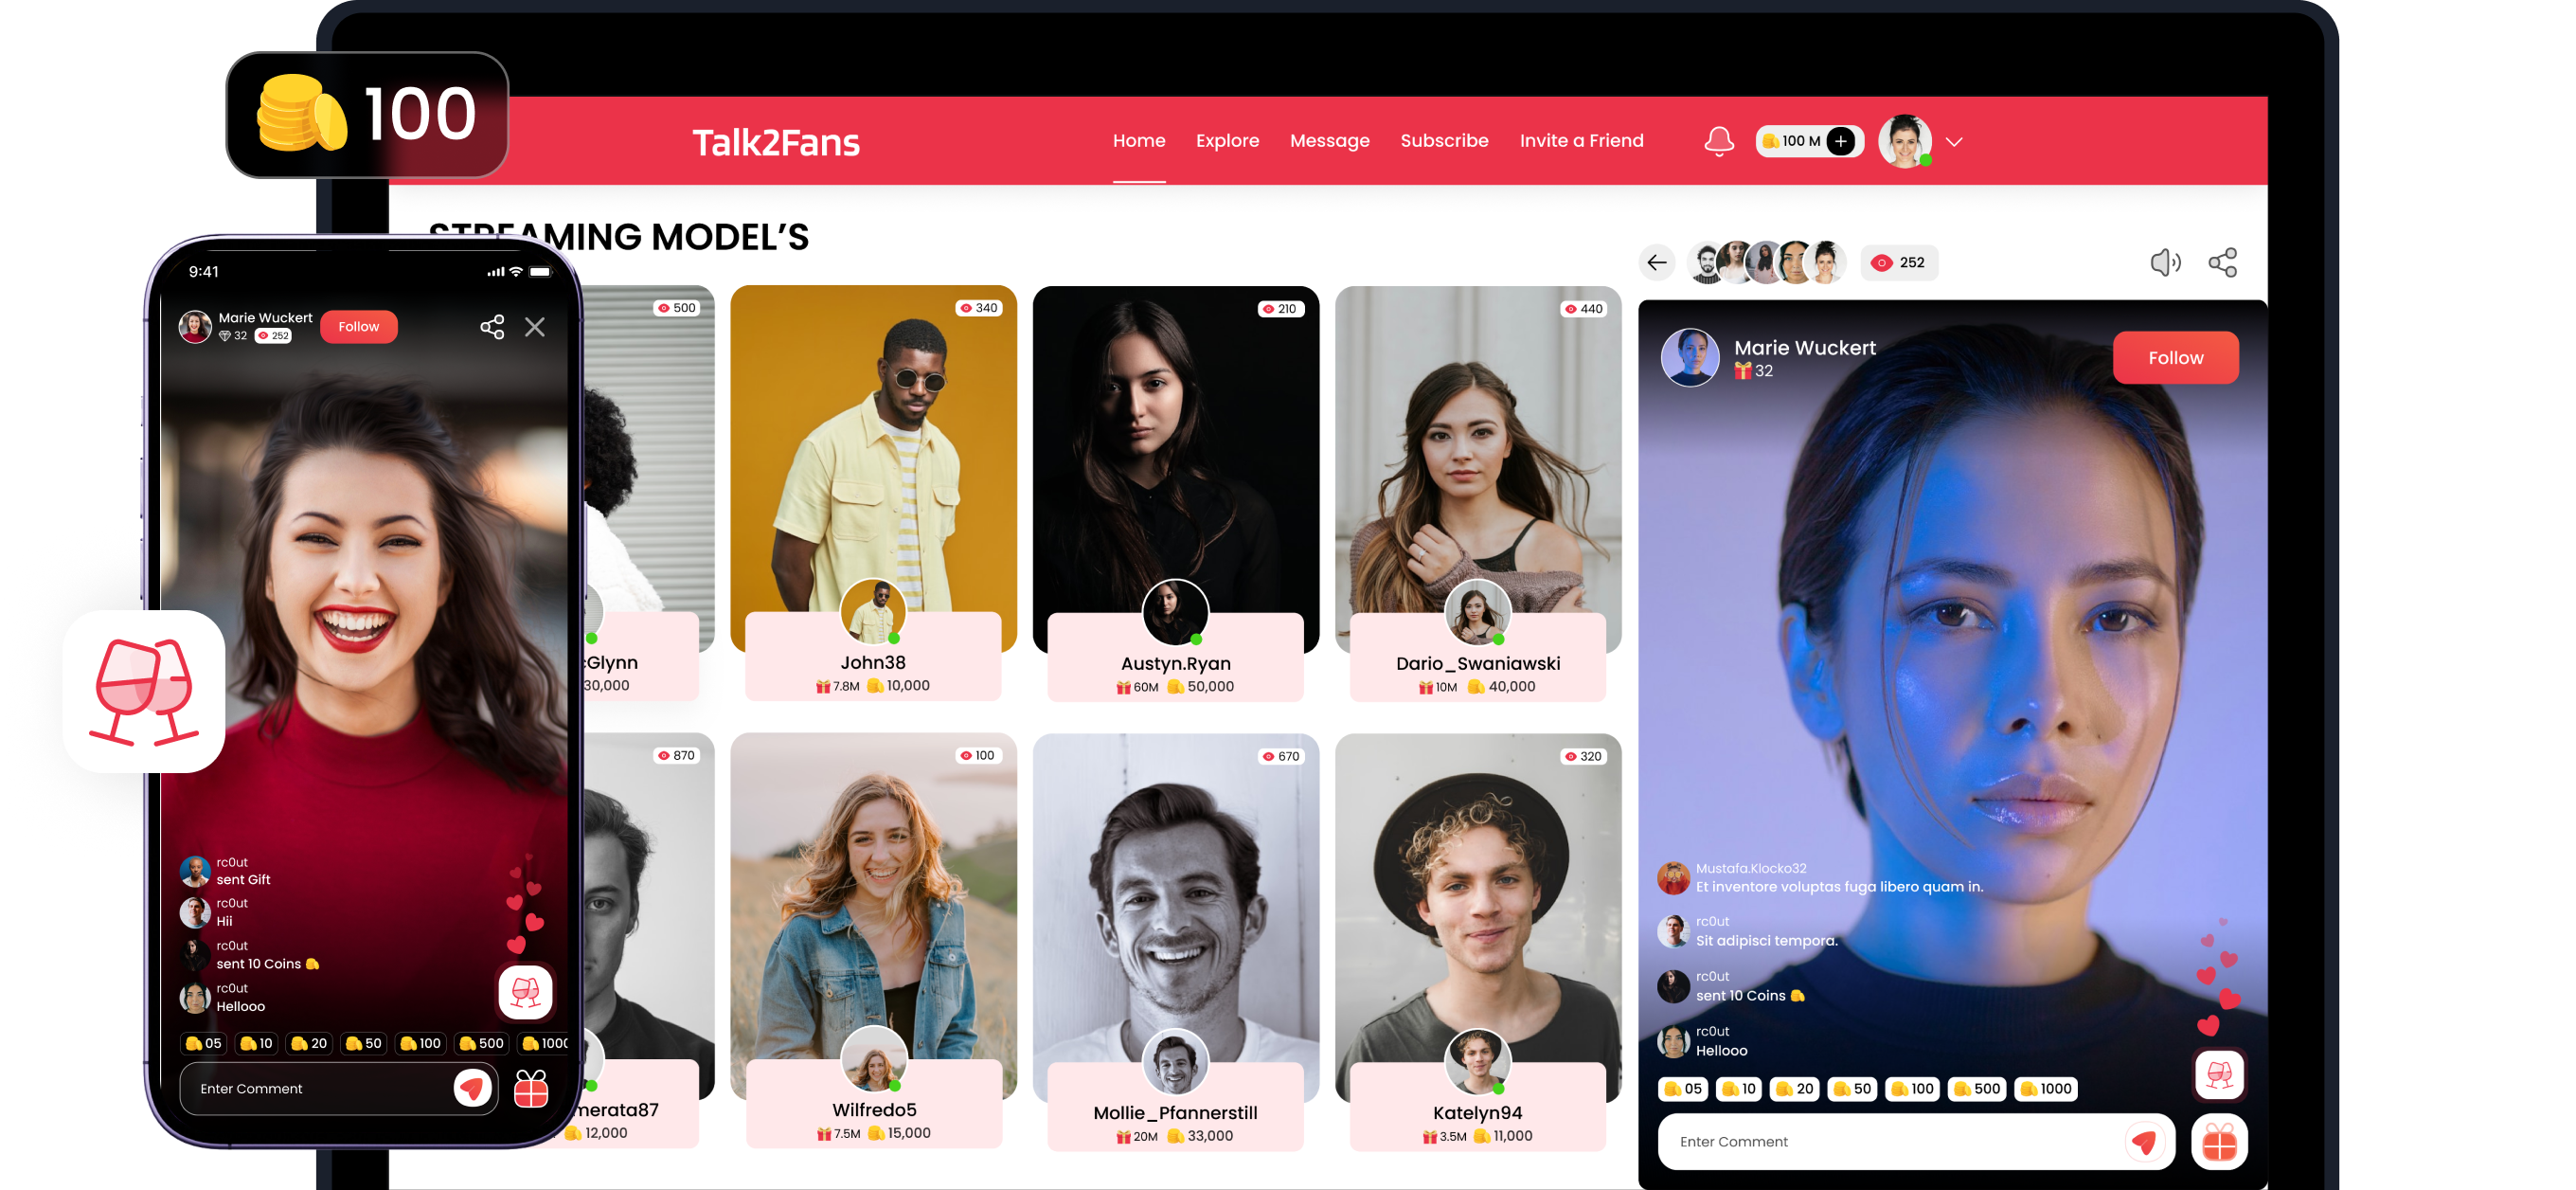 100
Talk2Fans
Home Explore Message Subscribe Invite a Friend
100 M
STREAMING MODEL'S
252
9:41
Marie Wuckert
32 252
Follow
500
340
210
440
Marie Wuckert
32
Follow
cGlynn
30,000
John38
7.8M 10,000
Austyn.Ryan
60M 50,000
Dario_Swaniawski
10M 40,000
870
100
670
320
rc0ut
sent Gift
rc0ut
Hii
rc0ut
sent 10 Coins
rc0ut
Hellooo
05 10 20 50 100 500 1000
Enter Comment
merata87
12,000
Wilfredo5
7.5M 15,000
Mollie_Pfannerstill
20M 33,000
Katelyn94
3.5M 11,000
Mustafa.Klocko32
Et inventore voluptas fuga libero quam in.
rc0ut
Sit adipisci tempora.
rc0ut
sent 10 Coins
rc0ut
Hellooo
05 10 20 50 100 500 1000
Enter Comment